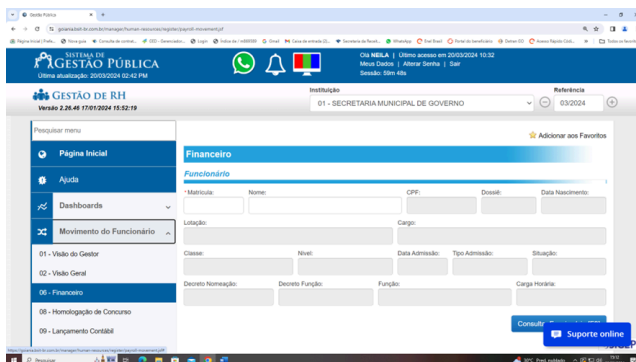 Gestão Pública
goiania.bsit-br.com.br/manager/human-resources/register/payroll-movement.jsf
SISTEMA DE
GESTÃO PÚBLICA
Última atualização: 20/03/2024 02:42 PM
Olá NEILA | Último acesso em 20/03/2024 10:32
Meus Dados | Alterar Senha | Sair
Sessão: 59m 48s
GESTÃO DE RH
Versão 2.26.46 17/01/2024 15:52:19
Instituição
01 - SECRETARIA MUNICIPAL DE GOVERNO
Referência
03/2024
Pesquisar menu
Adicionar aos Favoritos
Página Inicial
Ajuda
Dashboards
Movimento do Funcionário
01 - Visão do Gestor
02 - Visão Geral
06 - Financeiro
08 - Homologação de Concurso
09 - Lançamento Contábil
Financeiro
Funcionário
*Matrícula: Nome: CPF: Dossiê: Data Nascimento:
Lotação: Cargo:
Classe: Nível: Data Admissão: Tipo Admissão: Situação:
Decreto Nomeação: Decreto Função: Função: Carga Horária:
Suporte online
Pesquisar